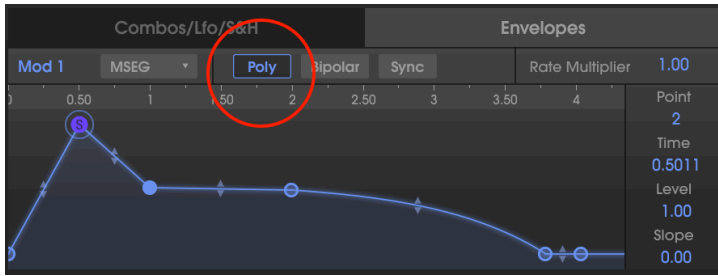 Combos/Lfo/S&H Envelopes
Mod 1 MSEG Poly Bipolar Sync Rate Multiplier 1.00
0 0.50 1 1.50 2 2.50 3 3.50 4
S
Point
2
Time
0.5011
Level
1.00
Slope
0.00